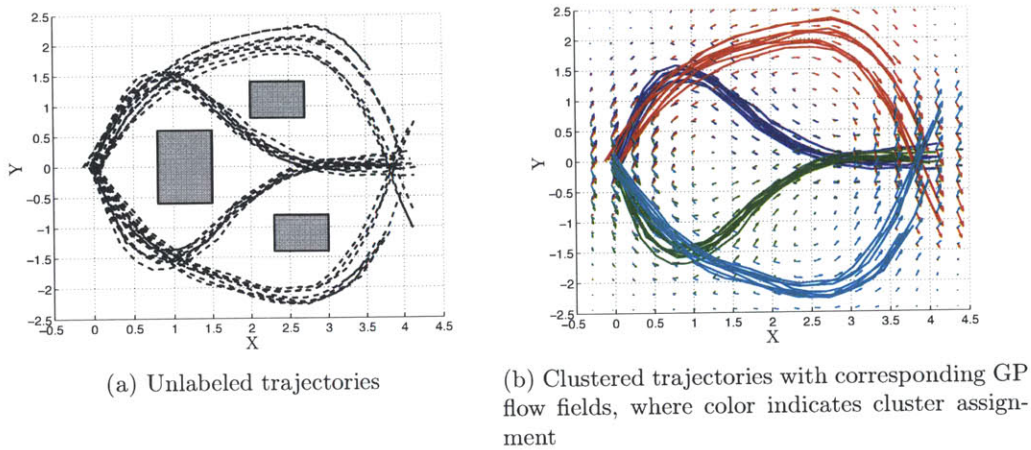 2.5
2
1.5
1
0.5
0
−0.5
−1
−1.5
−2
−2.5
Y
−0.5 0 0.5 1 1.5 2 2.5 3 3.5 4 4.5
X
(a) Unlabeled trajectories
2.5
2
1.5
1
0.5
0
−0.5
−1
−1.5
−2
−2.5
Y
−0.5 0 0.5 1 1.5 2 2.5 3 3.5 4 4.5
X
(b) Clustered trajectories with corresponding GP
flow fields, where color indicates cluster assign-
ment